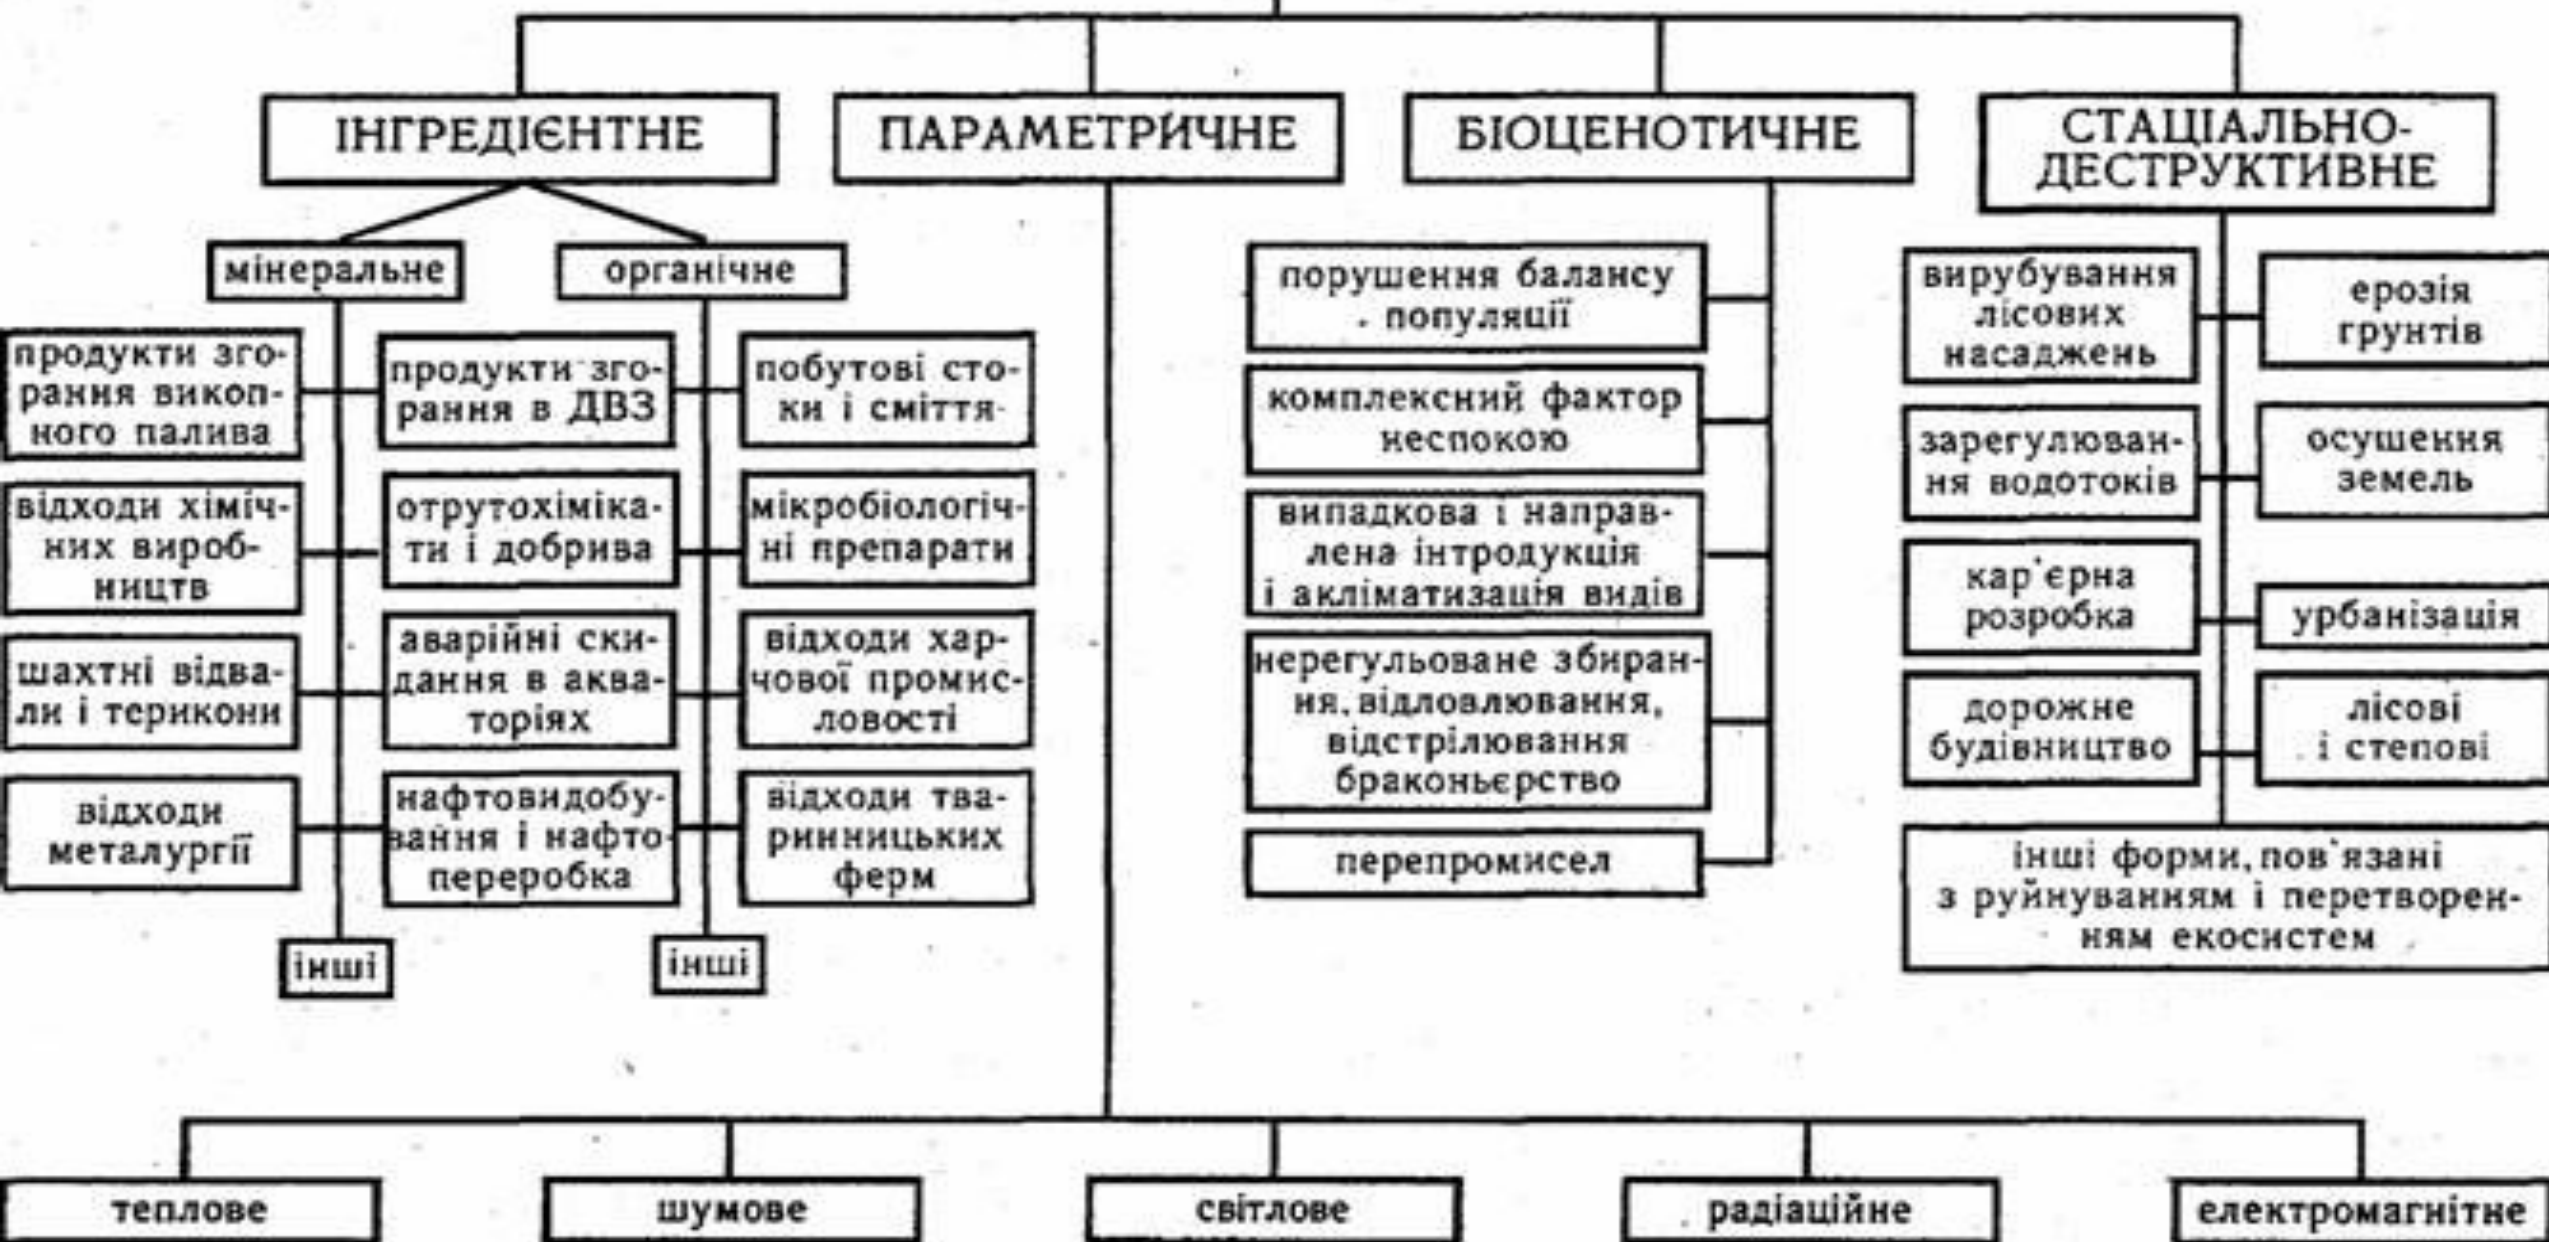 ІНГРЕДІЄНТНЕ
ПАРАМЕТРИЧНЕ
БІОЦЕНОТИЧНЕ
СТАЦІАЛЬНО-
ДЕСТРУКТИВНЕ
мінеральне
органічне
продукти зго-
рання викоп-
ного палива
відходи хіміч-
них вироб-
ництв
шахтні відва-
ли і терикони
відходи
металургії
продукти зго-
рання в ДВЗ
отрутохіміка-
ти і добрива
аварійні ски-
дання в аква-
торіях
нафтовидобу-
вання і нафто-
переробка
побутові сто-
ки і сміття
мікробіологіч-
ні препарати
відходи хар-
чової промис-
ловості
відходи тва-
ринницьких
ферм
інші
інші
порушення балансу
популяції
комплексний фактор
неспокою
випадкова і направ-
лена інтродукція
і акліматизація видів
нерегульоване збиран-
ня, відловлювання,
відстрілювання
браконьєрство
перепромисел
вирубування
лісових
насаджень
зарегулюван-
ня водотоків
кар'єрна
розробка
дорожне
будівництво
ерозія
грунтів
осушення
земель
урбанізація
лісові
і степові
інші форми, пов'язані
з руйнуванням і перетворен-
ням екосистем
теплове
шумове
світлове
радіаційне
електромагнітне